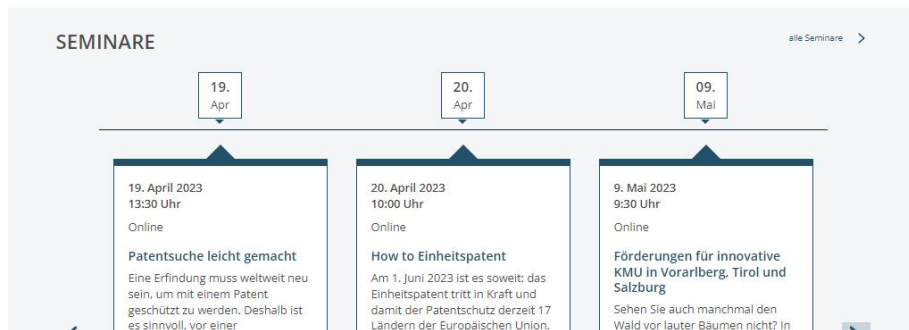 SEMINARE
alle Seminare
19.
Apr
20.
Apr
09.
Mai
19. April 2023
13:30 Uhr
Online
Patentsuche leicht gemacht
Eine Erfindung muss weltweit neu
sein, um mit einem Patent
geschützt zu werden. Deshalb ist
es sinnvoll, vor einer
20. April 2023
10:00 Uhr
Online
How to Einheitspatent
Am 1. Juni 2023 ist es soweit: das
Einheitspatent tritt in Kraft und
damit der Patentschutz derzeit 17
Ländern der Europäischen Union,
9. Mai 2023
9:30 Uhr
Online
Förderungen für innovative
KMU in Vorarlberg, Tirol und
Salzburg
Sehen Sie auch manchmal den
Wald vor lauter Bäumen nicht? In